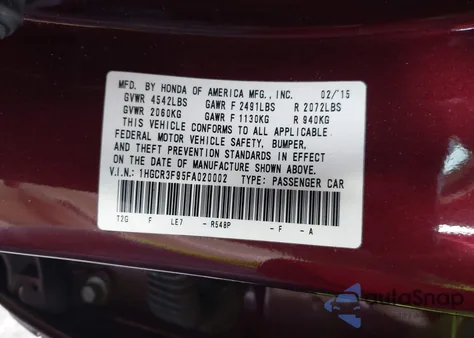 MFD. BY HONDA OF AMERICA MFG., INC. 02/15
GVWR 4542LBS GAWR F 2491LBS R 2072LBS
GVWR 2060KG GAWR F 1130KG R 940KG
THIS VEHICLE CONFORMS TO ALL APPLICABLE
FEDERAL MOTOR VEHICLE SAFETY, BUMPER,
AND THEFT PREVENTION STANDARDS IN EFFECT
ON THE DATE OF MANUFACTURE SHOWN ABOVE.
V.I.N.: 1HGCR3F95FA020002 TYPE: PASSENGER CAR
T2G F LE7 -R548P -F -A
autoSnap